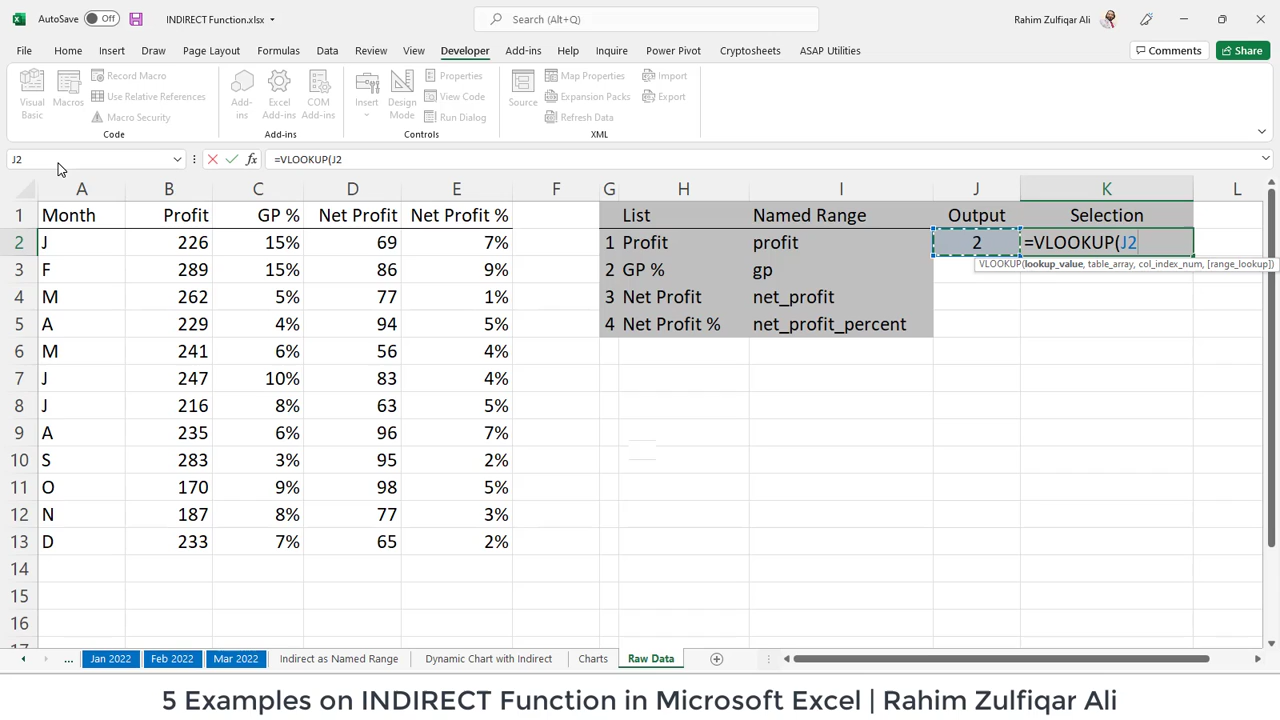 AutoSave Off INDIRECT Function.xlsx Search (Alt+Q) Rahim Zulfiqar Ali
File Home Insert Draw Page Layout Formulas Data Review View Developer Add-ins Help Inquire Power Pivot Cryptosheets ASAP Utilities Comments Share
Visual Basic Macros Record Macro Use Relative References Macro Security
Add-ins Excel Add-ins COM Add-ins
Insert Design Mode Properties View Code Run Dialog
Source Map Properties Expansion Packs Refresh Data Import Export
Code Add-ins Controls XML
J2 fx =VLOOKUP(J2
A B C D E F G H I J K L
1 Month Profit GP % Net Profit Net Profit % List Named Range Output Selection
2 J 226 15% 69 7% 1 Profit profit 2 =VLOOKUP(J2
VLOOKUP(lookup_value, table_array, col_index_num, [range_lookup])
3 F 289 15% 86 9% 2 GP % gp
4 M 262 5% 77 1% 3 Net Profit net_profit
5 A 229 4% 94 5% 4 Net Profit % net_profit_percent
6 M 241 6% 56 4%
7 J 247 10% 83 4%
8 J 216 8% 63 5%
9 A 235 6% 96 7%
10 S 283 3% 95 2%
11 O 170 9% 98 5%
12 N 187 8% 77 3%
13 D 233 7% 65 2%
14
15
16
17
... Jan 2022 Feb 2022 Mar 2022 Indirect as Named Range Dynamic Chart with Indirect Charts Raw Data
5 Examples on INDIRECT Function in Microsoft Excel | Rahim Zulfiqar Ali